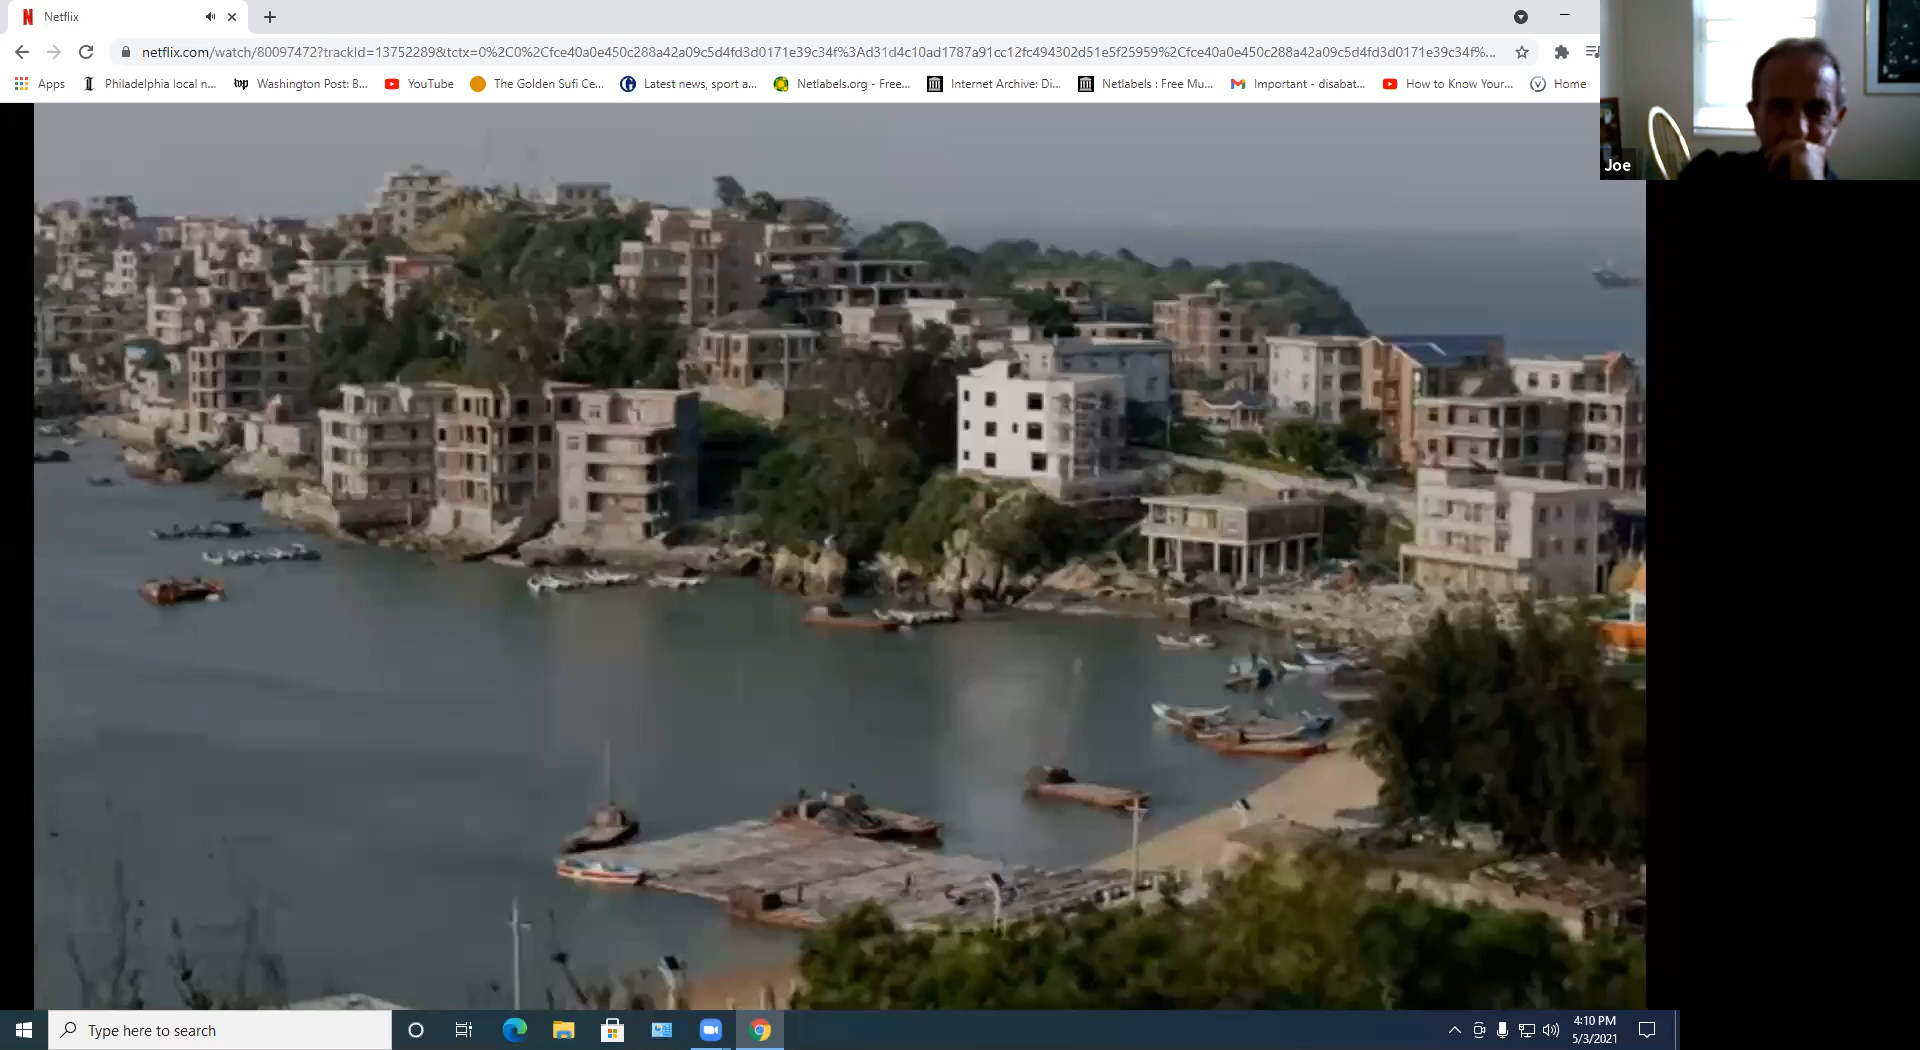 Netflix
netflix.com/watch/80097472?trackId=13752289&tctx=0%2C0%2Cfce40a0e450c288a42a09c5d4fd3d0171e39c34f%3Ad31d4c10ad1787a91cc12fc494302d51e5f25959%2Cfce40a0e450c288a42a09c5d4fd3d0171e39c34f%...
Apps Philadelphia local n... wp Washington Post: B... YouTube The Golden Sufi Ce... Latest news, sport a... Netlabels.org - Free... Internet Archive: Di... Netlabels : Free Mu... Important - disabat... How to Know Your... Home
Joe
Type here to search
4:10 PM
5/3/2021